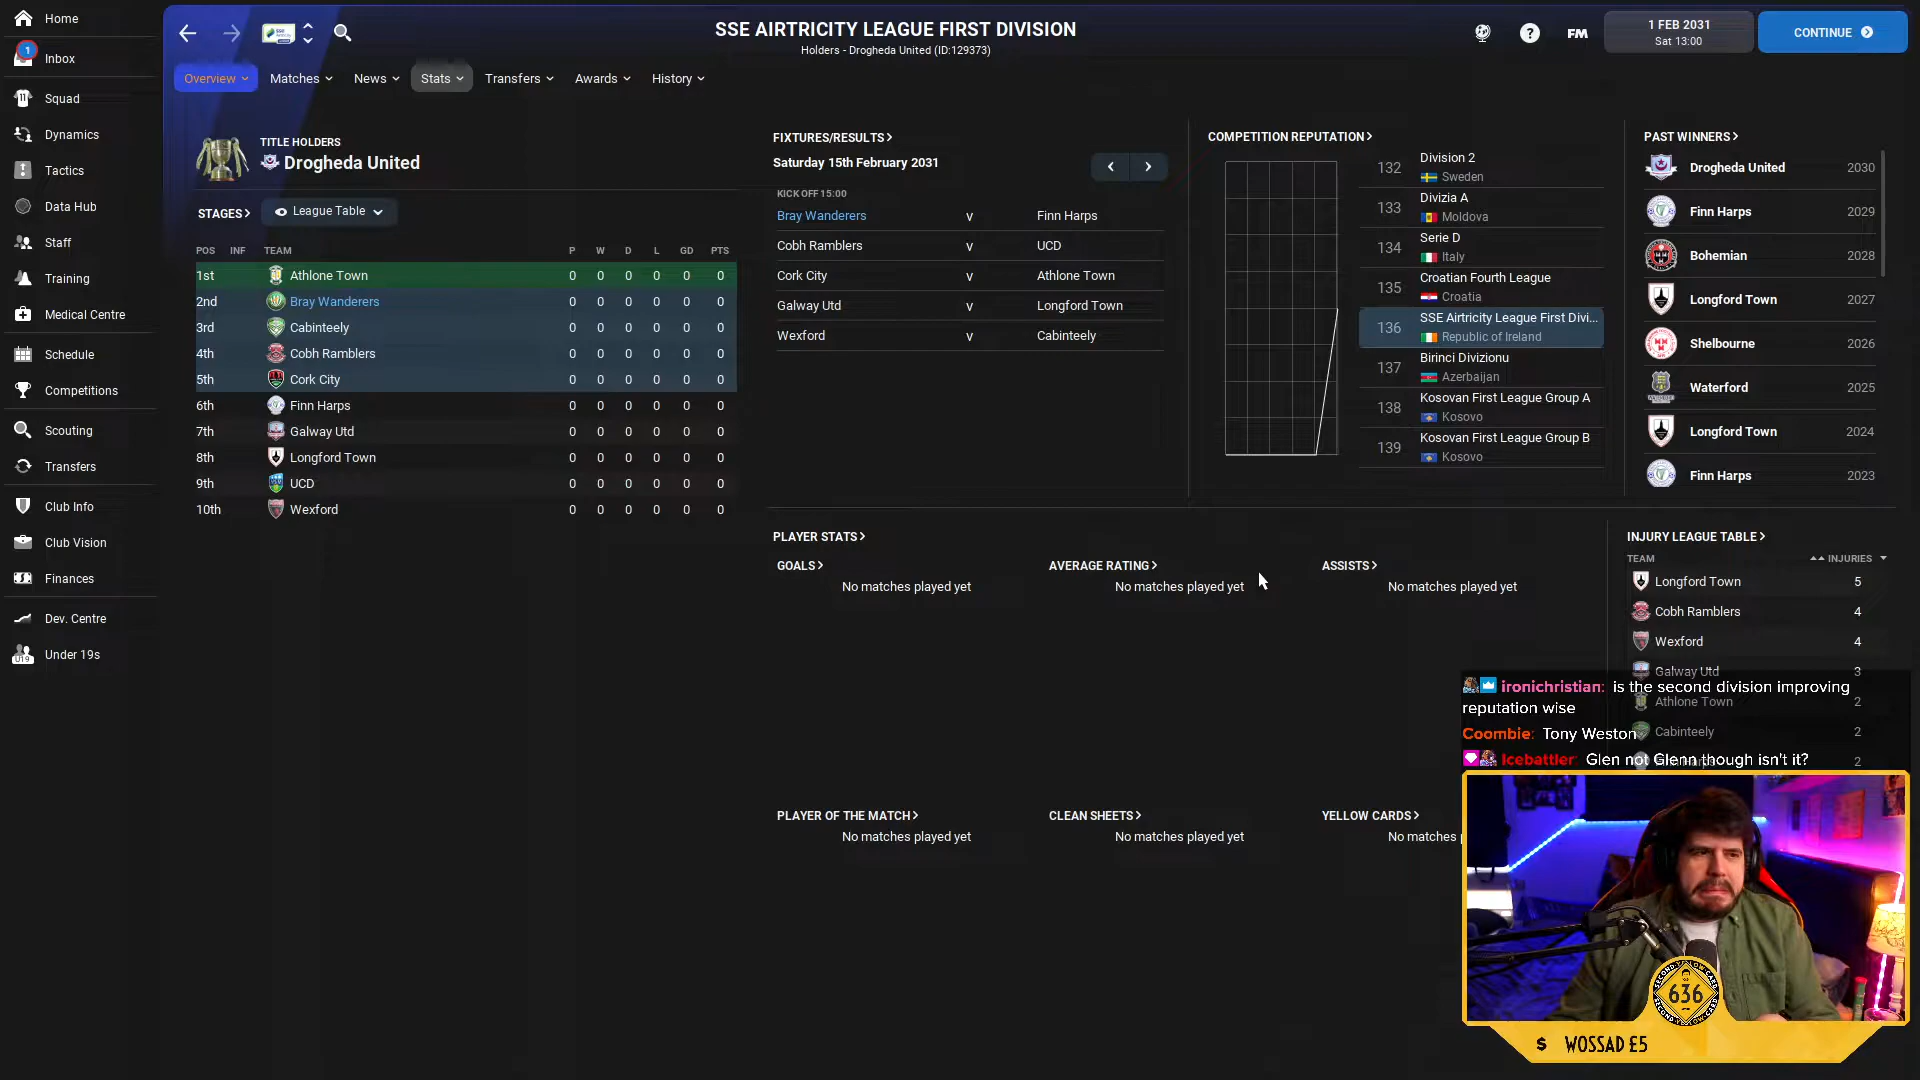 Home
1
Inbox
Squad
Dynamics
Tactics
Data Hub
Staff
Training
Medical Centre
Schedule
Competitions
Scouting
Transfers
Club Info
Club Vision
Finances
Dev. Centre
U19
Under 19s
SSE AIRTRICITY LEAGUE FIRST DIVISION
Holders - Drogheda United (ID:129373)
?
FM
1 FEB 2031
Sat 13:00
CONTINUE
Overview
Matches
News
Stats
Transfers
Awards
History
TITLE HOLDERS
Drogheda United
STAGES
League Table
POS INF TEAM P W D L GD PTS
1st Athlone Town 0 0 0 0 0 0
2nd Bray Wanderers 0 0 0 0 0 0
3rd Cabinteely 0 0 0 0 0 0
4th Cobh Ramblers 0 0 0 0 0 0
5th Cork City 0 0 0 0 0 0
6th Finn Harps 0 0 0 0 0 0
7th Galway Utd 0 0 0 0 0 0
8th Longford Town 0 0 0 0 0 0
9th UCD 0 0 0 0 0 0
10th Wexford 0 0 0 0 0 0
FIXTURES/RESULTS
Saturday 15th February 2031
KICK OFF 15:00
Bray Wanderers v Finn Harps
Cobh Ramblers v UCD
Cork City v Athlone Town
Galway Utd v Longford Town
Wexford v Cabinteely
COMPETITION REPUTATION
132 Division 2
Sweden
133 Divizia A
Moldova
134 Serie D
Italy
135 Croatian Fourth League
Croatia
136 SSE Airtricity League First Divi...
Republic of Ireland
137 Birinci Divizionu
Azerbaijan
138 Kosovan First League Group A
Kosovo
139 Kosovan First League Group B
Kosovo
PAST WINNERS
Drogheda United 2030
Finn Harps 2029
Bohemian 2028
Longford Town 2027
Shelbourne 2026
Waterford 2025
Longford Town 2024
Finn Harps 2023
PLAYER STATS
GOALS
No matches played yet
AVERAGE RATING
No matches played yet
ASSISTS
No matches played yet
PLAYER OF THE MATCH
No matches played yet
CLEAN SHEETS
No matches played yet
YELLOW CARDS
No matches
INJURY LEAGUE TABLE
TEAM INJURIES
Longford Town 5
Cobh Ramblers 4
Wexford 4
Galway Utd 3
Athlone Town 2
Cabinteely 2
2
ironichristian: is the second division improving
reputation wise
Coombie: Tony Weston
Icebattler: Glen not Glenn though isn't it?
SECOND YELLOW CARD
636
$ WOSSAD £5